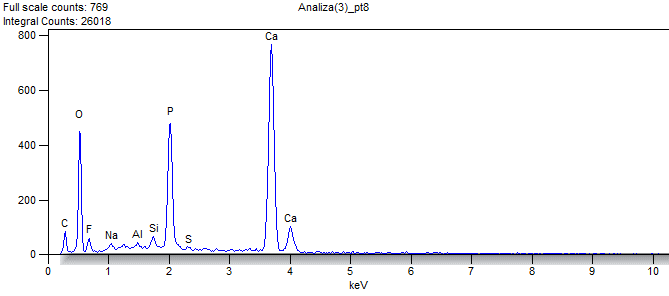 Full scale counts: 769
Analiza(3)_pt8
Integral Counts: 26018
800
Ca
600
O
P
400
200
C
F
Na
Al
Si
S
Ca
0
0 1 2 3 4 5 6 7 8 9 10
keV